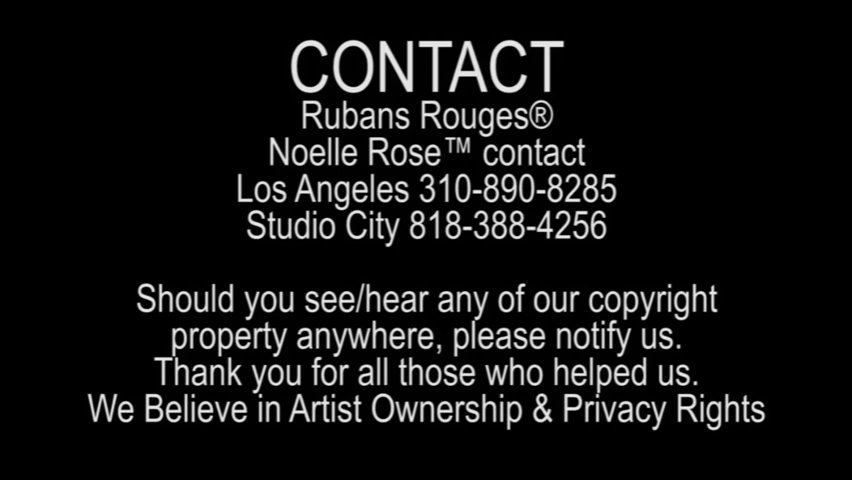 CONTACT
Rubans Rouges®
Noelle Rose™ contact
Los Angeles 310-890-8285
Studio City 818-388-4256
Should you see/hear any of our copyright
property anywhere, please notify us.
Thank you for all those who helped us.
We Believe in Artist Ownership & Privacy Rights